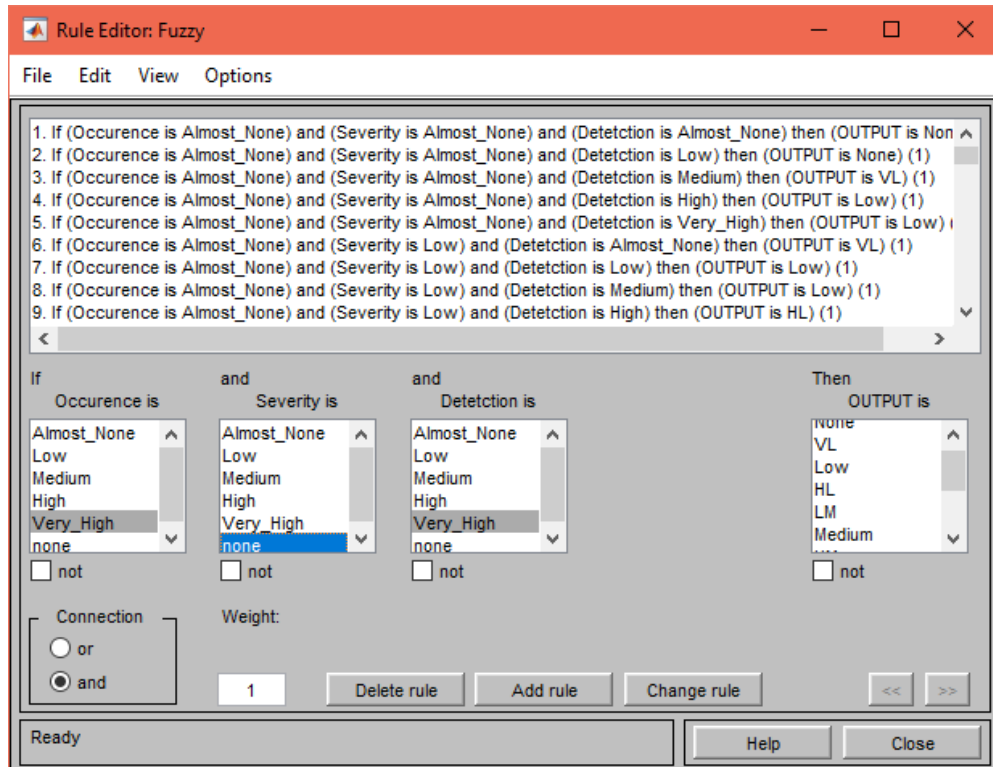 Rule Editor: Fuzzy
File Edit View Options
1. If (Occurence is Almost_None) and (Severity is Almost_None) and (Detetction is Almost_None) then (OUTPUT is Non
2. If (Occurence is Almost_None) and (Severity is Almost_None) and (Detetction is Low) then (OUTPUT is None) (1)
3. If (Occurence is Almost_None) and (Severity is Almost_None) and (Detetction is Medium) then (OUTPUT is VL) (1)
4. If (Occurence is Almost_None) and (Severity is Almost_None) and (Detetction is High) then (OUTPUT is Low) (1)
5. If (Occurence is Almost_None) and (Severity is Almost_None) and (Detetction is Very_High) then (OUTPUT is Low) (
6. If (Occurence is Almost_None) and (Severity is Low) and (Detetction is Almost_None) then (OUTPUT is VL) (1)
7. If (Occurence is Almost_None) and (Severity is Low) and (Detetction is Low) then (OUTPUT is Low) (1)
8. If (Occurence is Almost_None) and (Severity is Low) and (Detetction is Medium) then (OUTPUT is Low) (1)
9. If (Occurence is Almost_None) and (Severity is Low) and (Detetction is High) then (OUTPUT is HL) (1)
If
Occurence is
Almost_None
Low
Medium
High
Very_High
none
not
and
Severity is
Almost_None
Low
Medium
High
Very_High
none
not
and
Detetction is
Almost_None
Low
Medium
High
Very_High
none
not
Then
OUTPUT is
None
VL
Low
HL
LM
Medium
not
Connection
or
and
Weight:
1
Delete rule
Add rule
Change rule
<<
>>
Ready
Help
Close